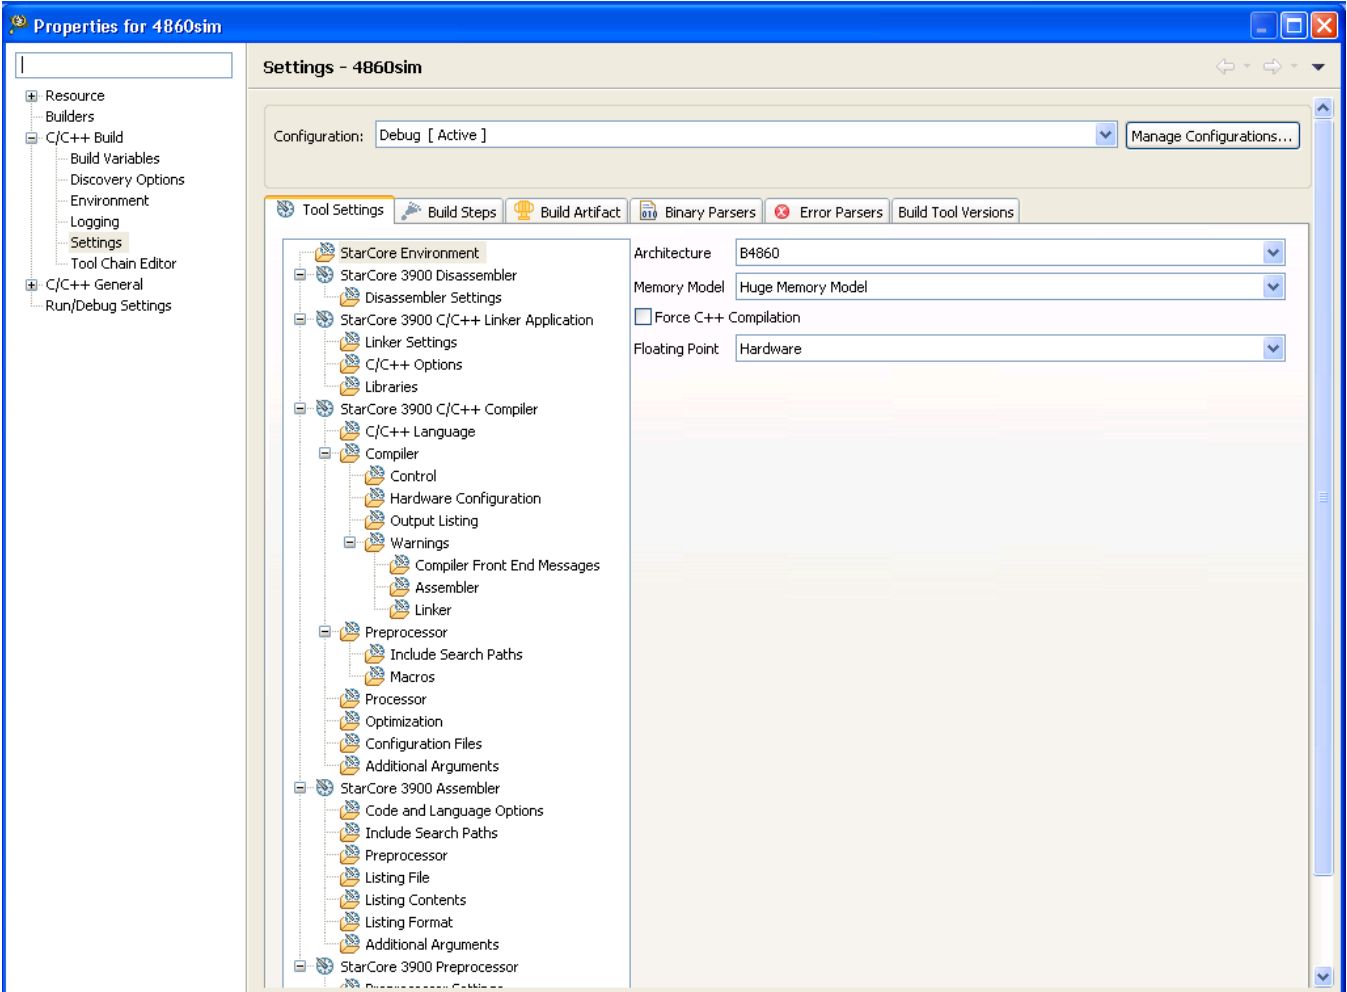 Properties for 4860sim
Settings - 4860sim
Resource
Builders
C/C++ Build
Build Variables
Discovery Options
Environment
Logging
Settings
Tool Chain Editor
C/C++ General
Run/Debug Settings
Configuration: Debug [ Active ] Manage Configurations...
Tool Settings Build Steps Build Artifact Binary Parsers Error Parsers Build Tool Versions
StarCore Environment
StarCore 3900 Disassembler
Disassembler Settings
StarCore 3900 C/C++ Linker Application
Linker Settings
C/C++ Options
Libraries
StarCore 3900 C/C++ Compiler
C/C++ Language
Compiler
Control
Hardware Configuration
Output Listing
Warnings
Compiler Front End Messages
Assembler
Linker
Preprocessor
Include Search Paths
Macros
Processor
Optimization
Configuration Files
Additional Arguments
StarCore 3900 Assembler
Code and Language Options
Include Search Paths
Preprocessor
Listing File
Listing Contents
Listing Format
Additional Arguments
StarCore 3900 Preprocessor
Preprocessor Settings
Architecture B4860
Memory Model Huge Memory Model
Force C++ Compilation
Floating Point Hardware